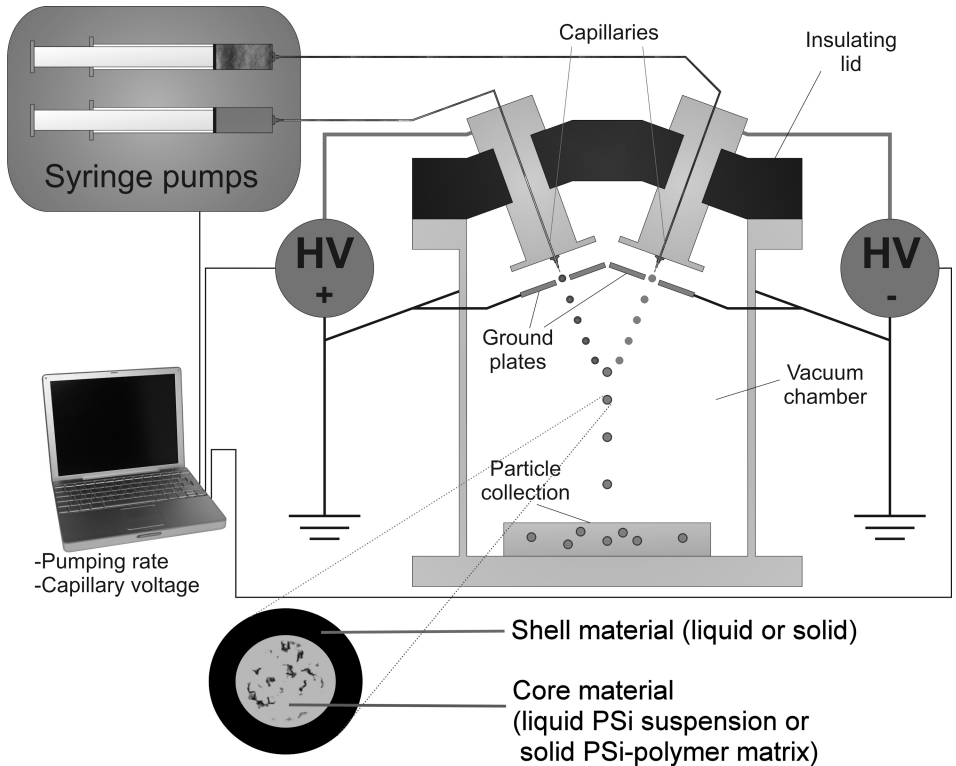 Capillaries
Insulating
lid
Syringe pumps
HV
+
HV
-
Ground
plates
Vacuum
chamber
Particle
collection
-Pumping rate
-Capillary voltage
Shell material (liquid or solid)
Core material
(liquid PSi suspension or
solid PSi-polymer matrix)